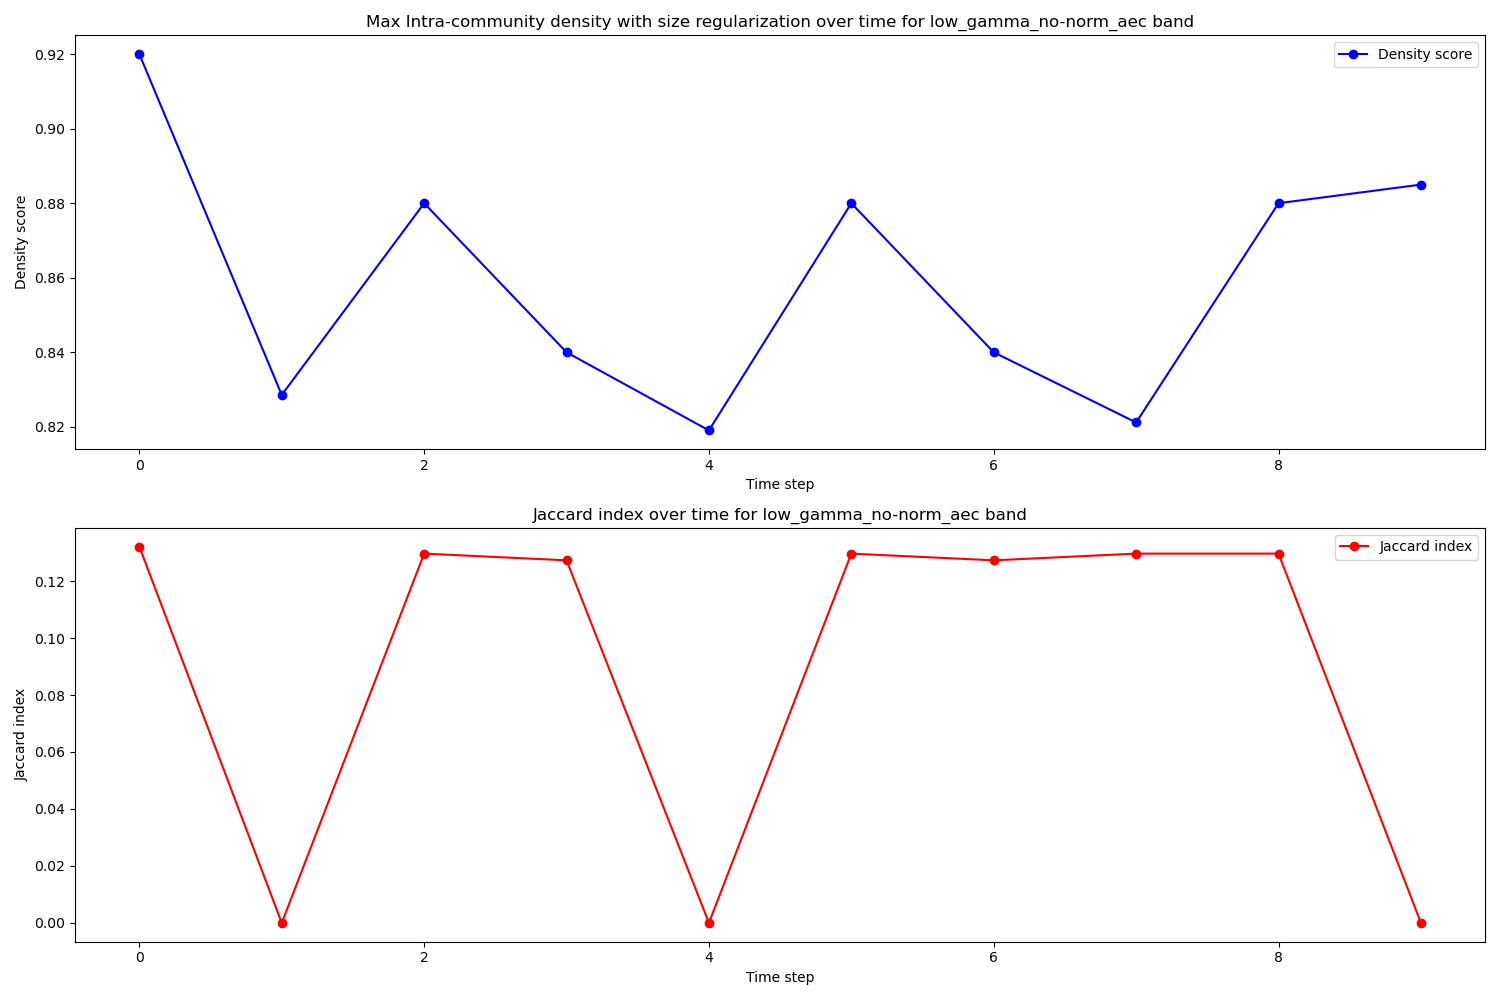 Max Intra-community density with size regularization over time for low_gamma_no-norm_aec band
Density score
0.92
0.90
0.88
0.86
0.84
0.82
Density score
0 2 4 6 8
Time step
Jaccard index over time for low_gamma_no-norm_aec band
Jaccard index
0.12
0.10
0.08
0.06
0.04
0.02
0.00
Jaccard index
0 2 4 6 8
Time step